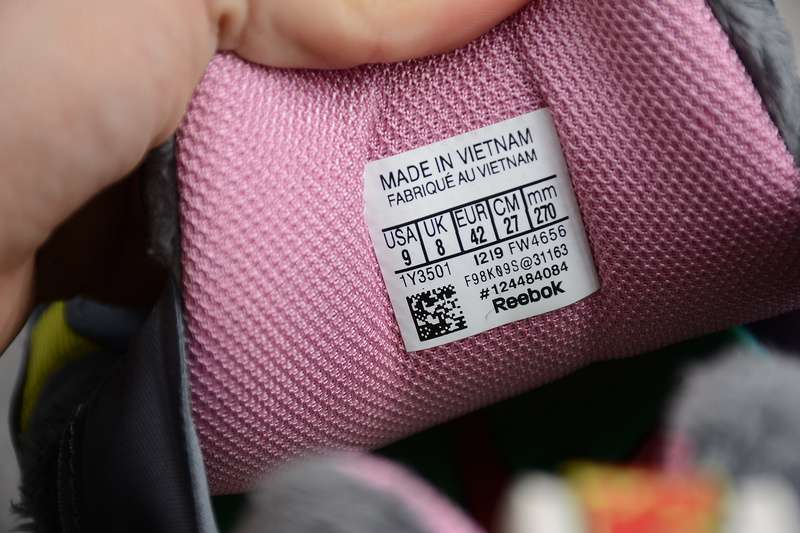 MADE IN VIETNAM
FABRIQUÉ AU VIETNAM
USA UK EUR CM mm
9 8 42 27 270
1Y3501 1219 FW4656
F98K09S@31163
#124484084
Reebok